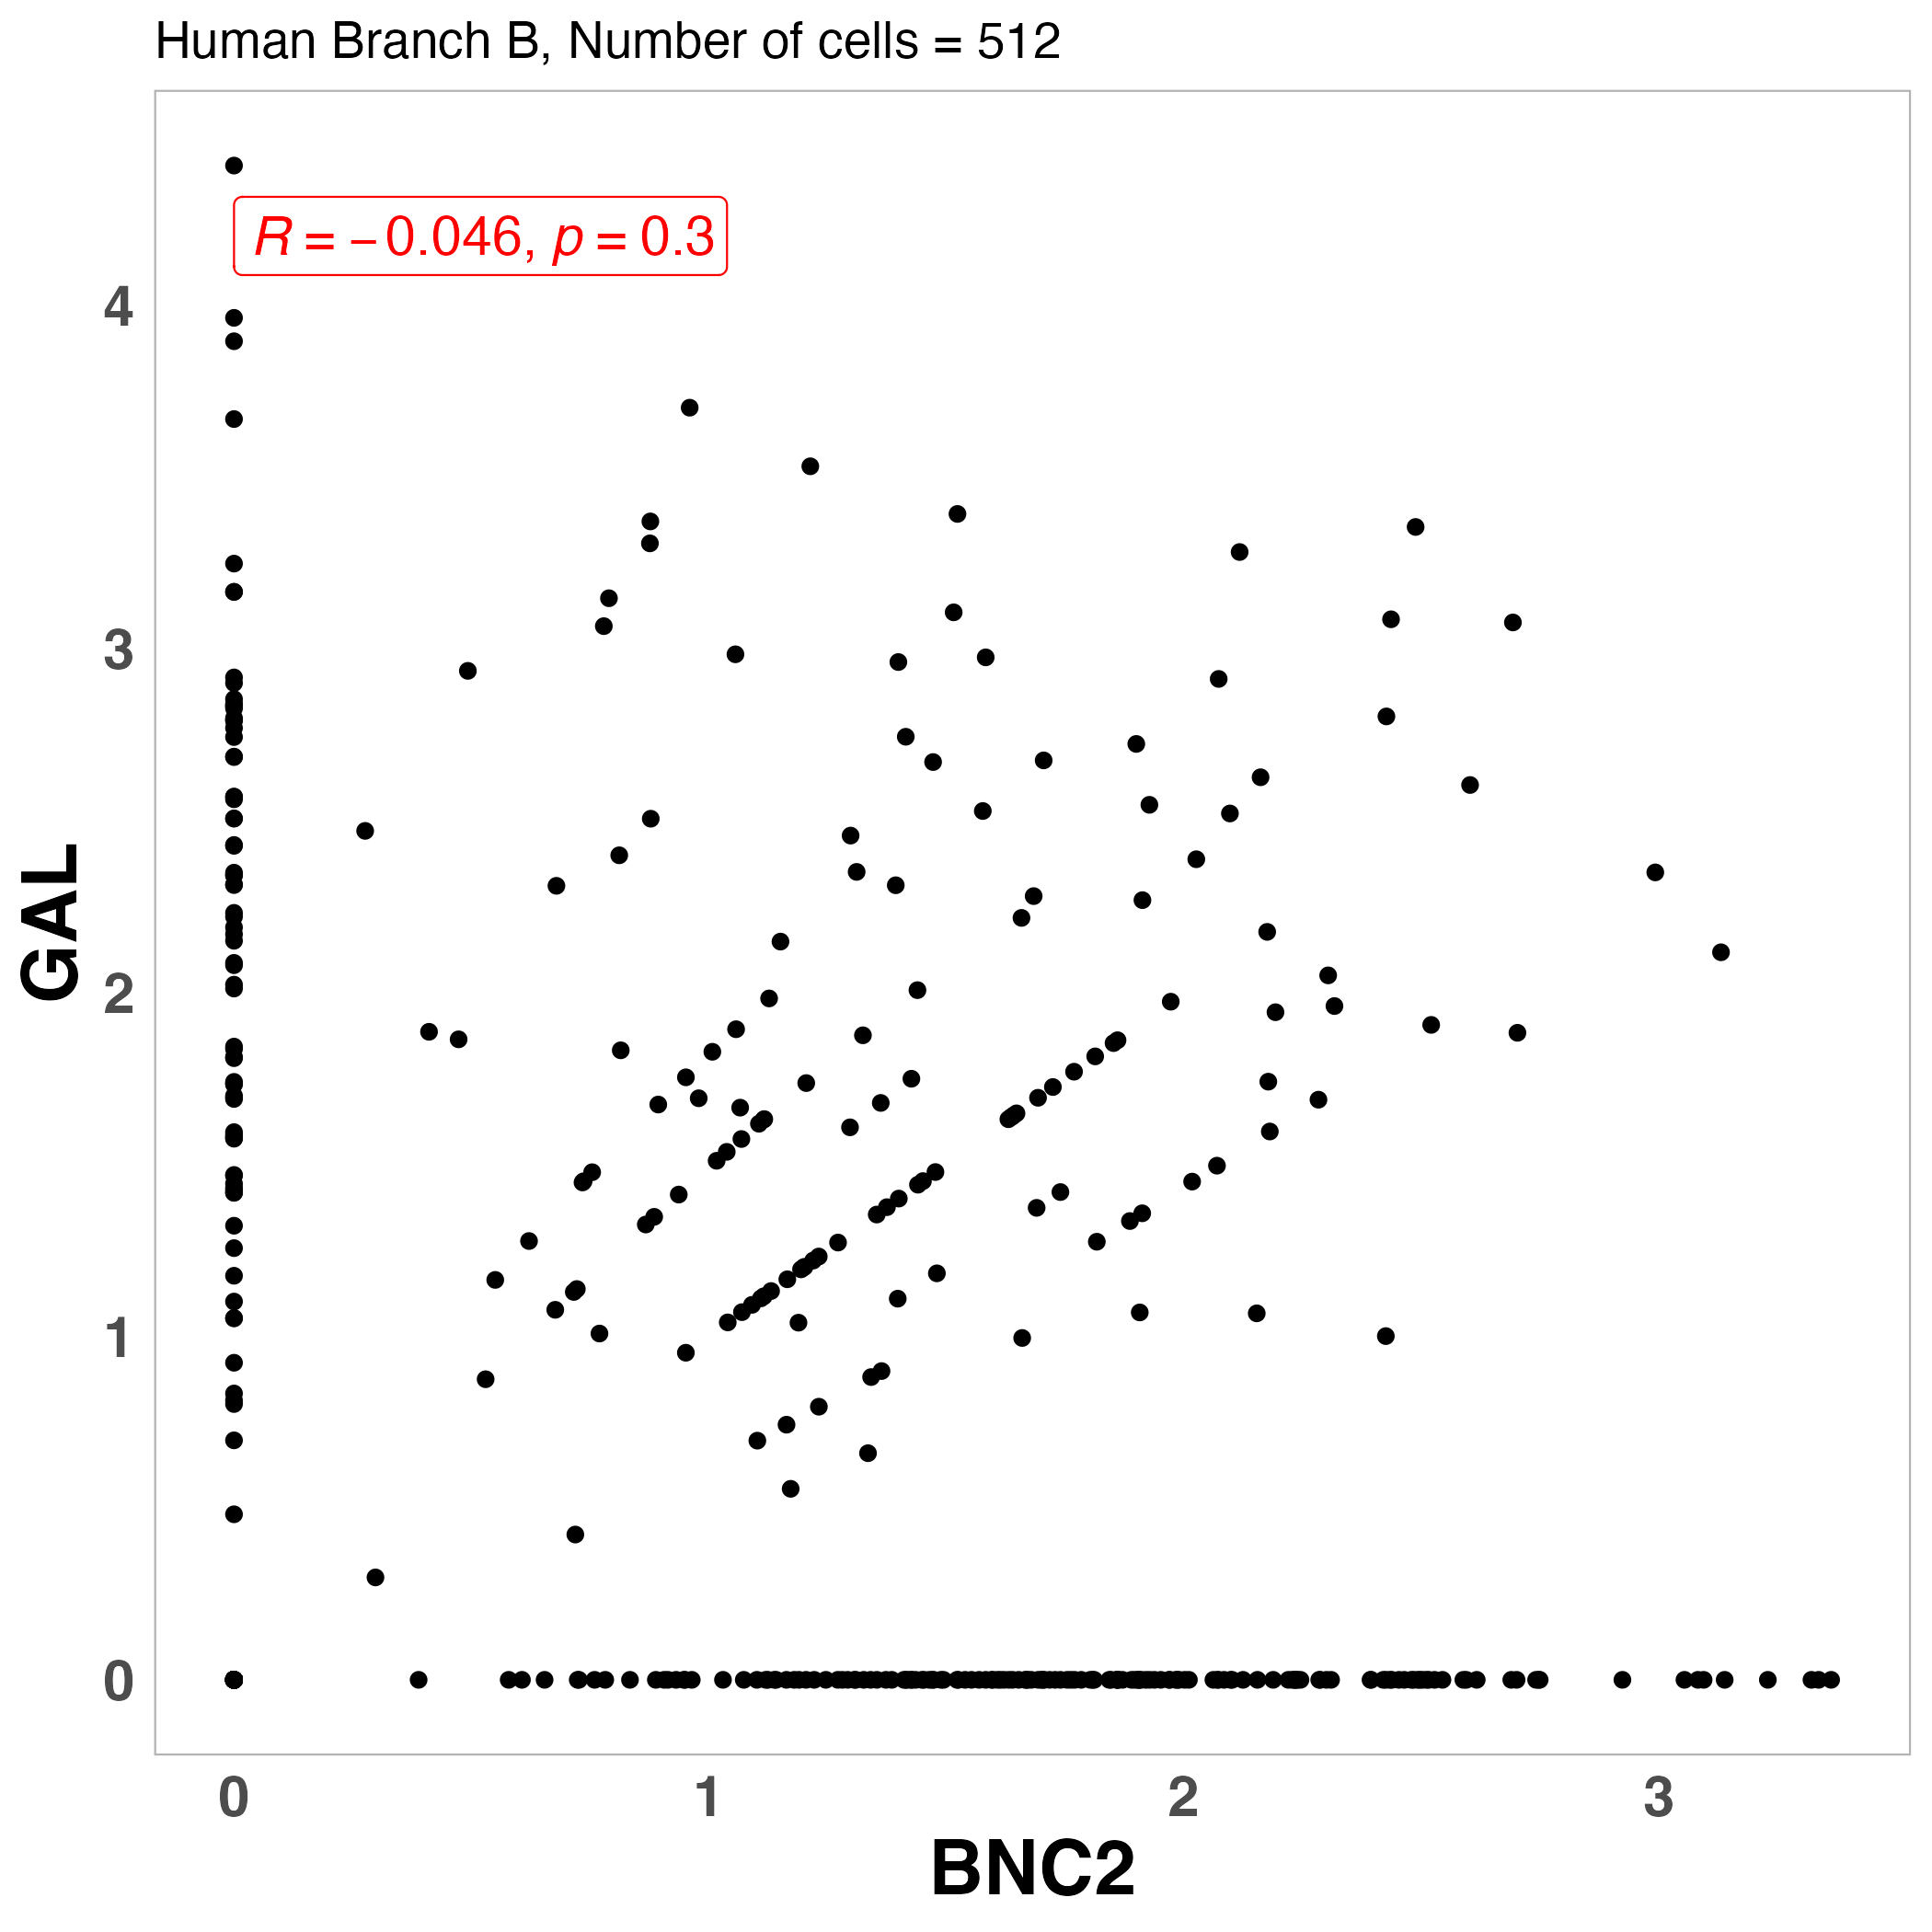 Human Branch B, Number of cells = 512
R = −0.046, p = 0.3
4
3
2
1
0
GAL
0 1 2 3
BNC2